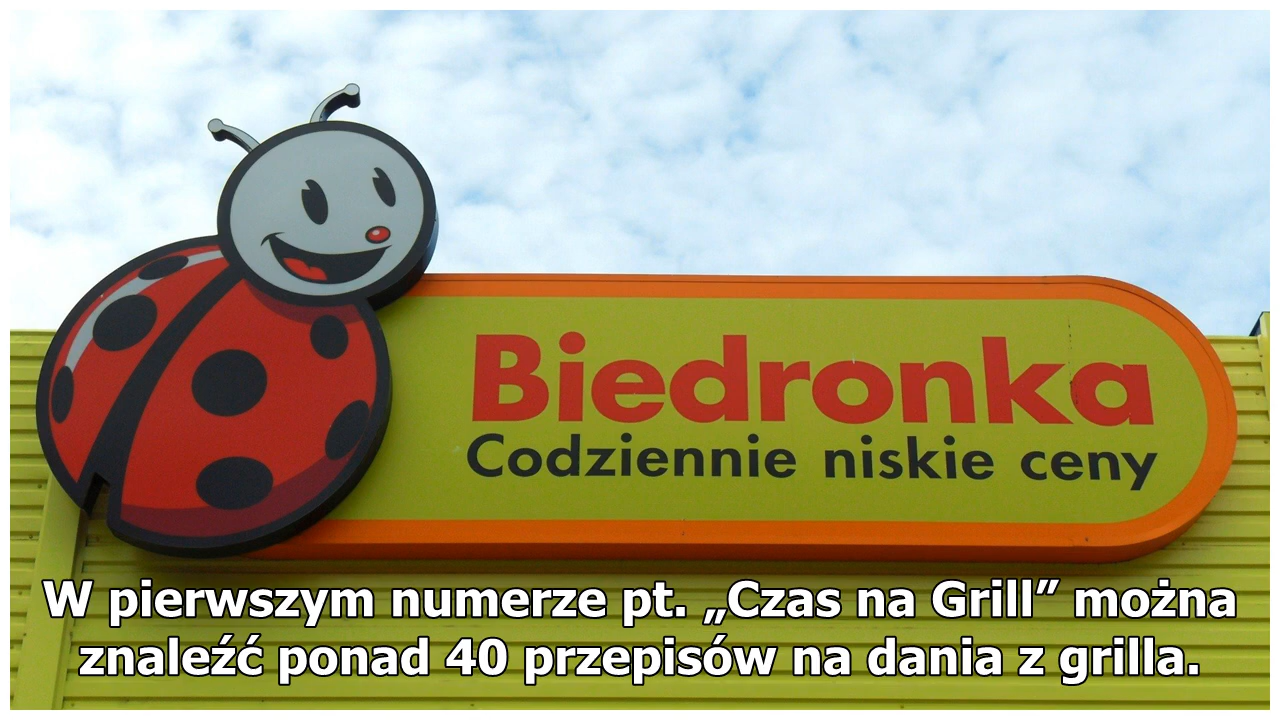 Biedronka
Codziennie niskie ceny
W pierwszym numerze pt. „Czas na Grill” można
znaleźć ponad 40 przepisów na dania z grilla.